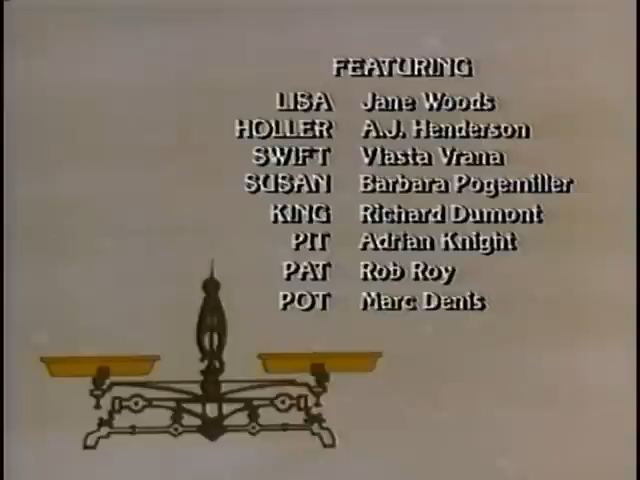 FEATURING
LISA Jane Woods
HOLLER A.J. Henderson
SWIFT Vlasta Vrana
SUSAN Barbara Pogemiller
KING Richard Dumont
PIT Adrian Knight
PAT Rob Roy
POT Marc Denis